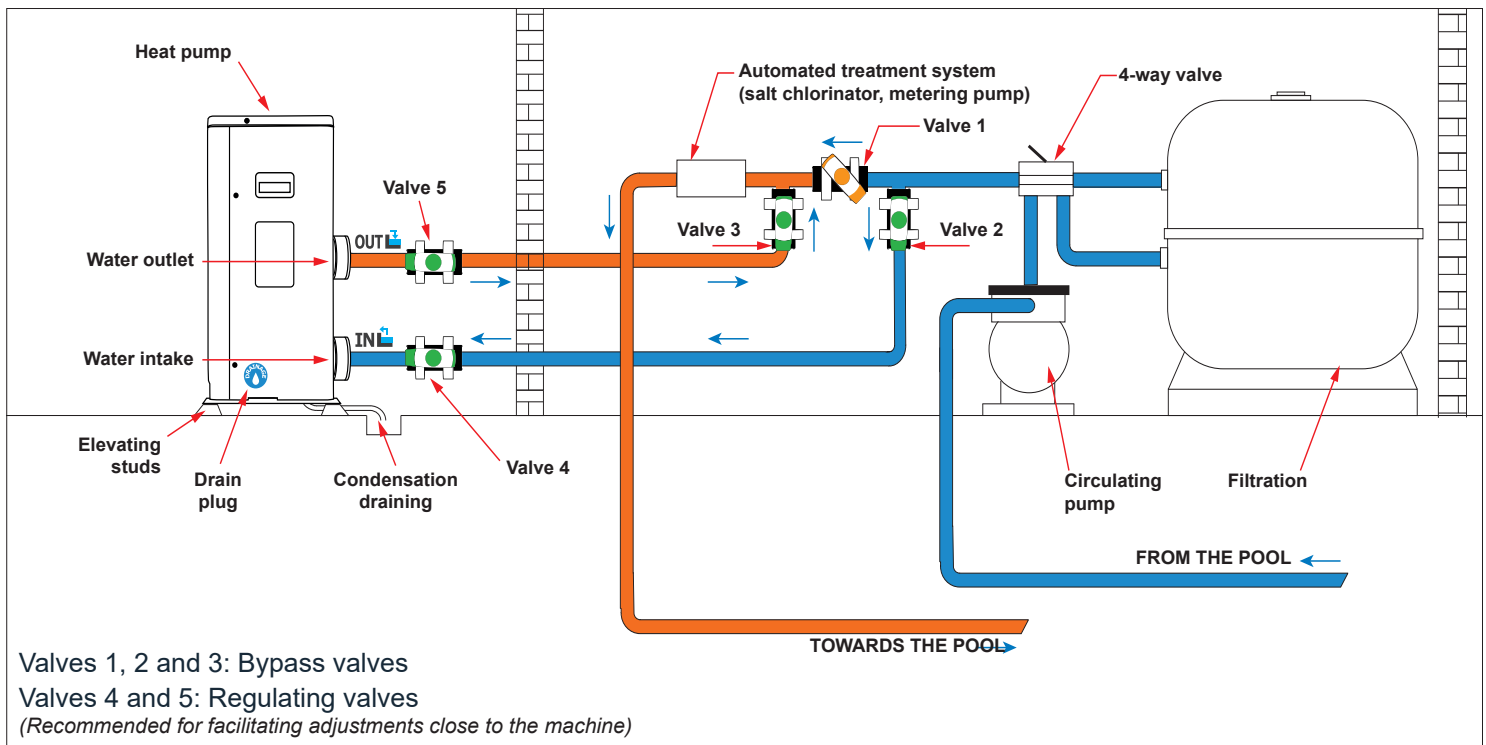 Heat pump
Automated treatment system
(salt chlorinator, metering pump)
4-way valve
Valve 1
Valve 5
Valve 3
Valve 2
OUT
Water outlet
IN
Water intake
DRAINAGE
Elevating
studs
Drain
plug
Condensation
draining
Valve 4
Circulating
pump
Filtration
FROM THE POOL
TOWARDS THE POOL
Valves 1, 2 and 3: Bypass valves
Valves 4 and 5: Regulating valves
(Recommended for facilitating adjustments close to the machine)